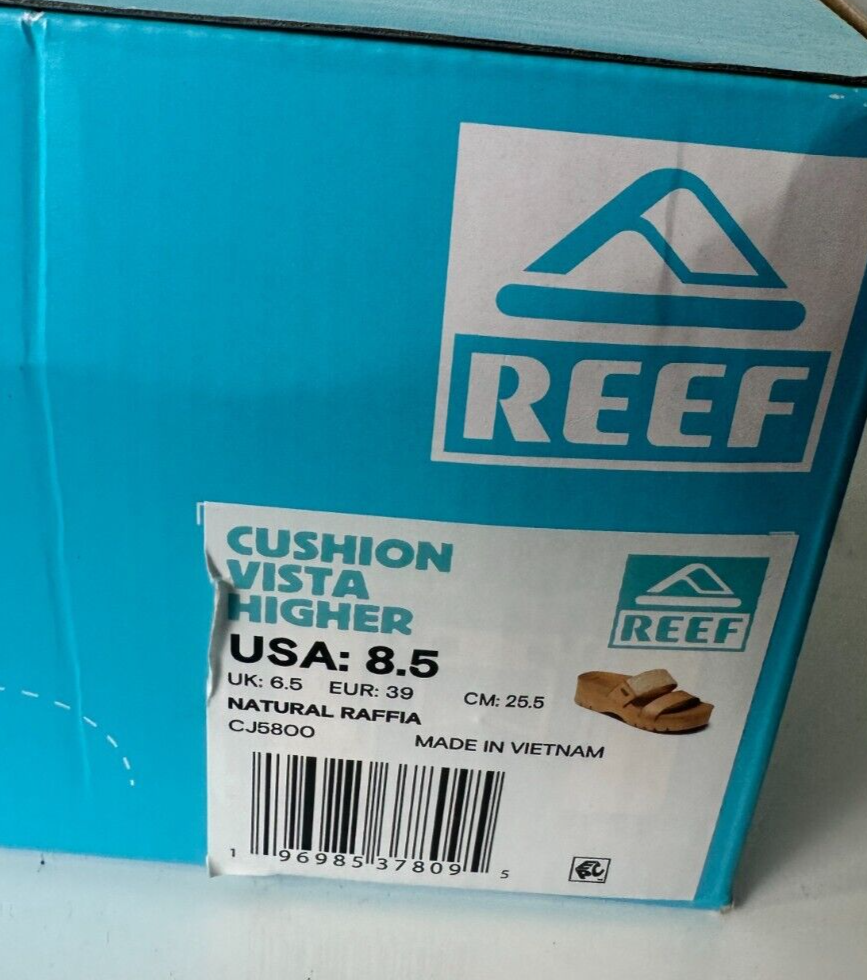 REEF
CUSHION
VISTA
HIGHER
REEF
USA: 8.5
UK: 6.5 EUR: 39 CM: 25.5
NATURAL RAFFIA
CJ5800
MADE IN VIETNAM
1 96985 37809 5